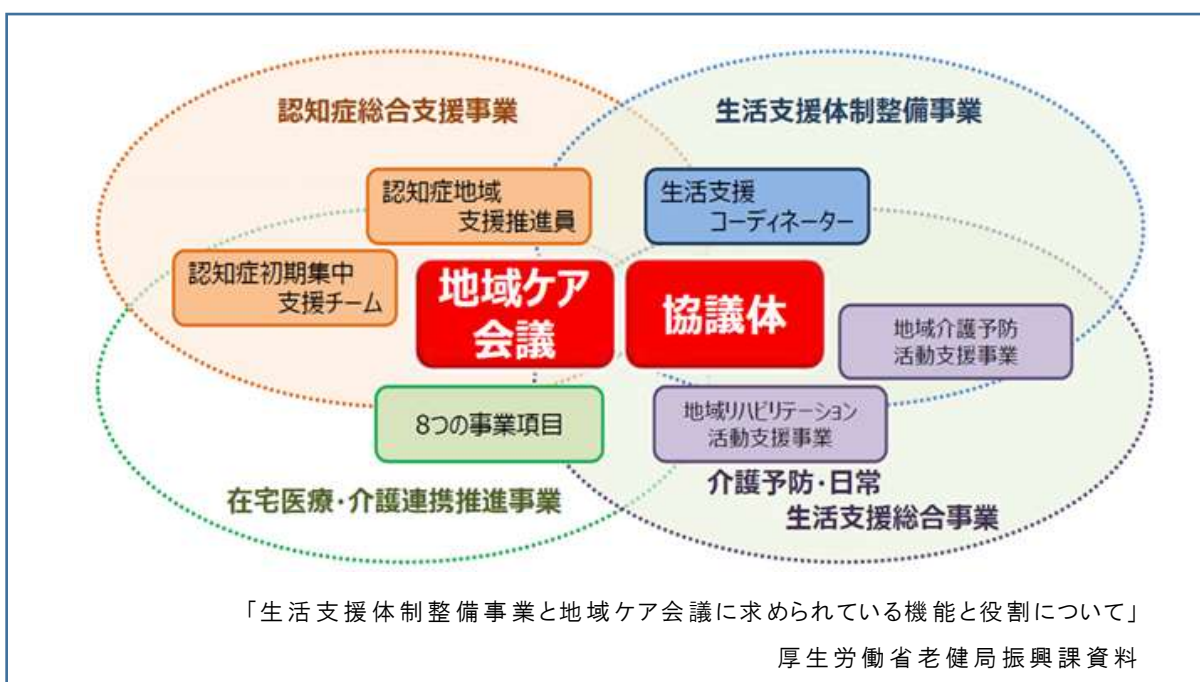 認知症総合支援事業
生活支援体制整備事業
認知症地域
支援推進員
生活支援
コーディネーター
認知症初期集中
支援チーム
地域ケア
会議
協議体
地域介護予防
活動支援事業
8つの事業項目
地域リハビリテーション
活動支援事業
在宅医療・介護連携推進事業
介護予防・日常
生活支援総合事業
「生活支援体制整備事業と地域ケア会議に求められている機能と役割について」
厚生労働省老健局振興課資料